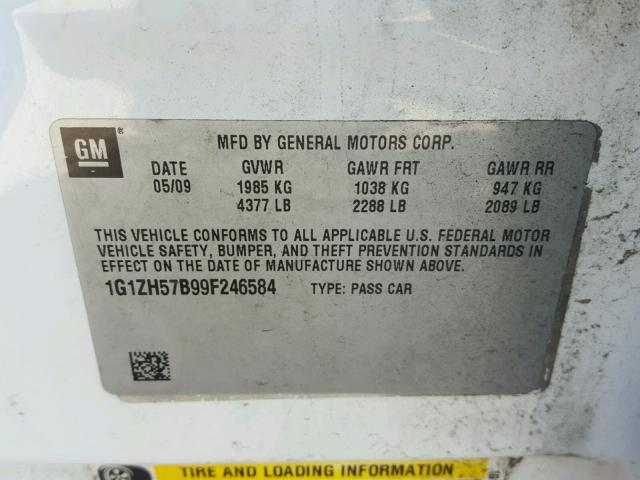 GM
MFD BY GENERAL MOTORS CORP.
DATE GVWR GAWR FRT GAWR RR
05/09 1985 KG 1038 KG 947 KG
4377 LB 2288 LB 2089 LB
THIS VEHICLE CONFORMS TO ALL APPLICABLE U.S. FEDERAL MOTOR
VEHICLE SAFETY, BUMPER, AND THEFT PREVENTION STANDARDS IN
EFFECT ON THE DATE OF MANUFACTURE SHOWN ABOVE.
1G1ZH57B99F246584 TYPE: PASS CAR
TIRE AND LOADING INFORMATION